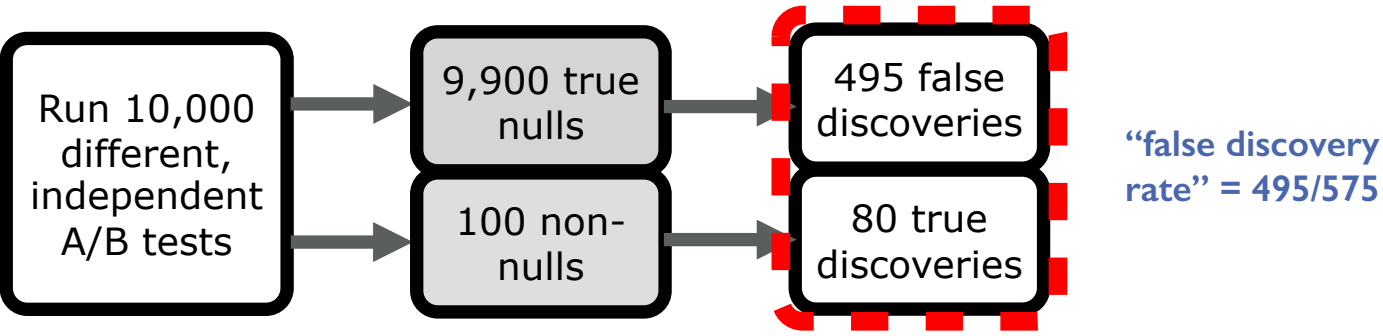 Run 10,000
different,
independent
A/B tests
9,900 true
nulls
100 non-
nulls
495 false
discoveries
80 true
discoveries
“false discovery
rate” = 495/575